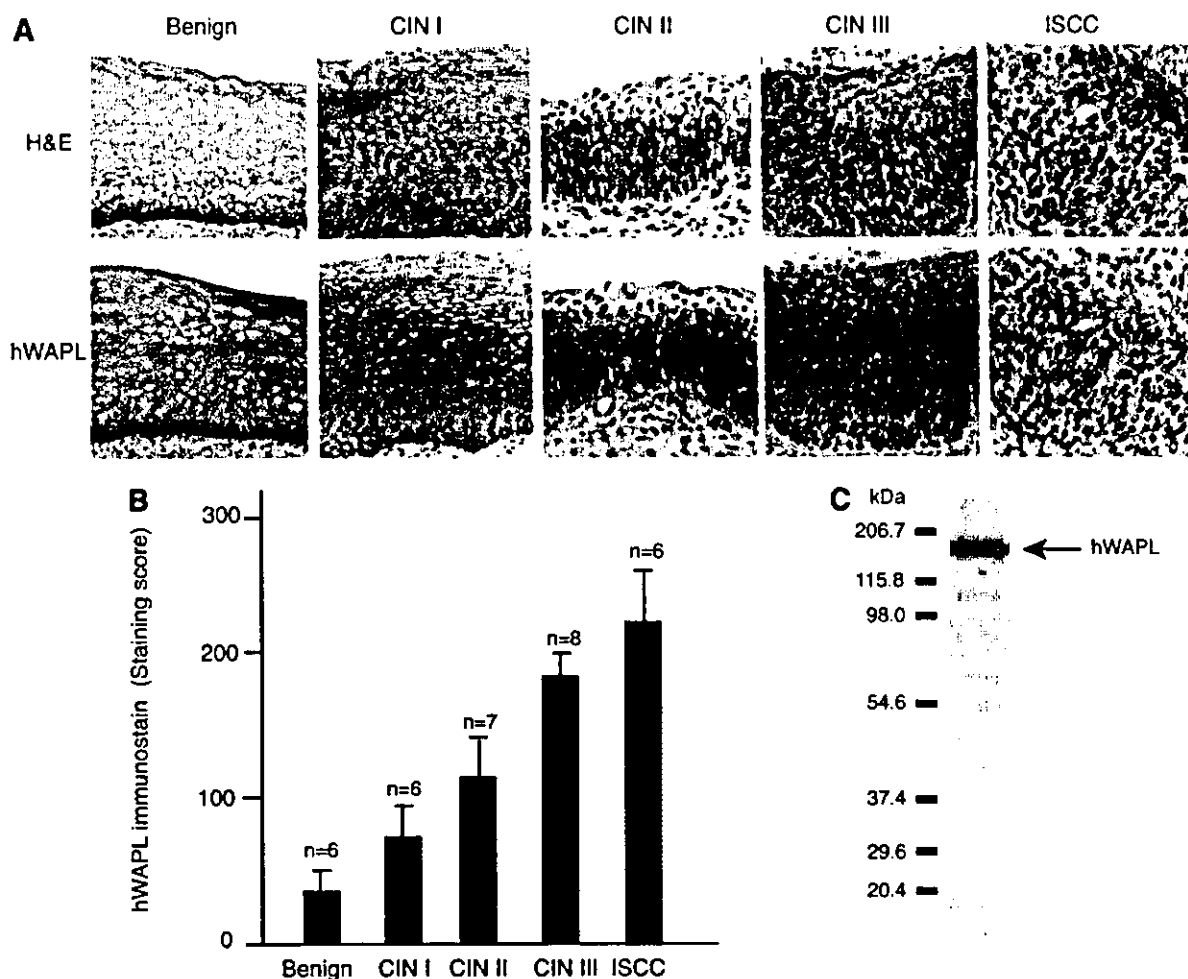 A
Benign
CIN I
CIN II
CIN III
ISCC
H&E
hWAPL
B
hWAPL immunostain (Staining score)
300
200
100
0
n=6
n=6
n=7
n=8
n=6
Benign
CIN I
CIN II
CIN III
ISCC
C
kDa
206.7
115.8
98.0
54.6
37.4
29.6
20.4
hWAPL